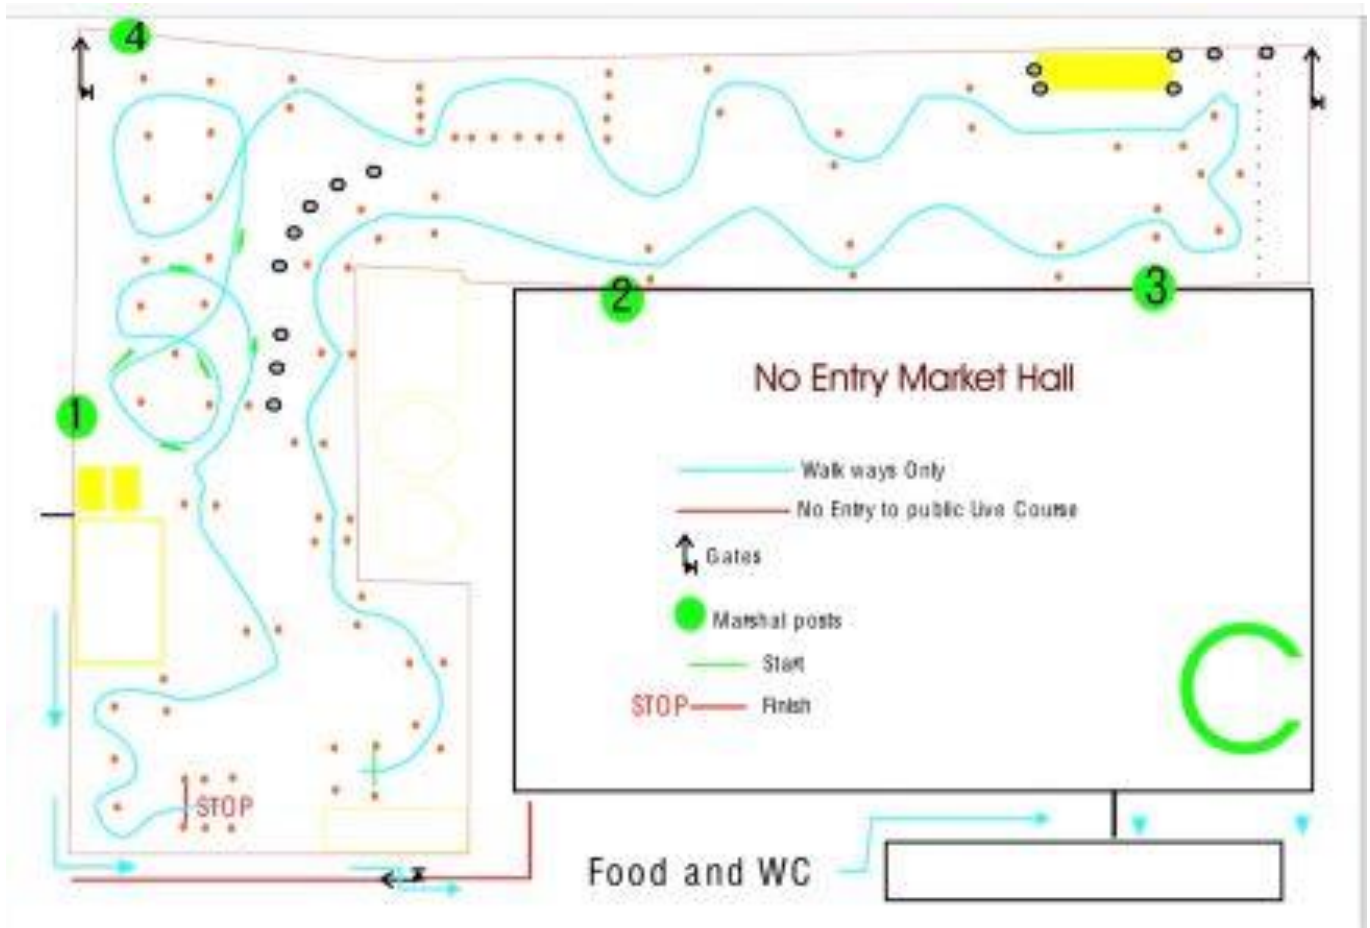 4
2
3
1
No Entry Market Hall
Walk ways Only
No Entry to public Live Course
Gates
Marshal posts
Start
STOP Finish
STOP
Food and WC